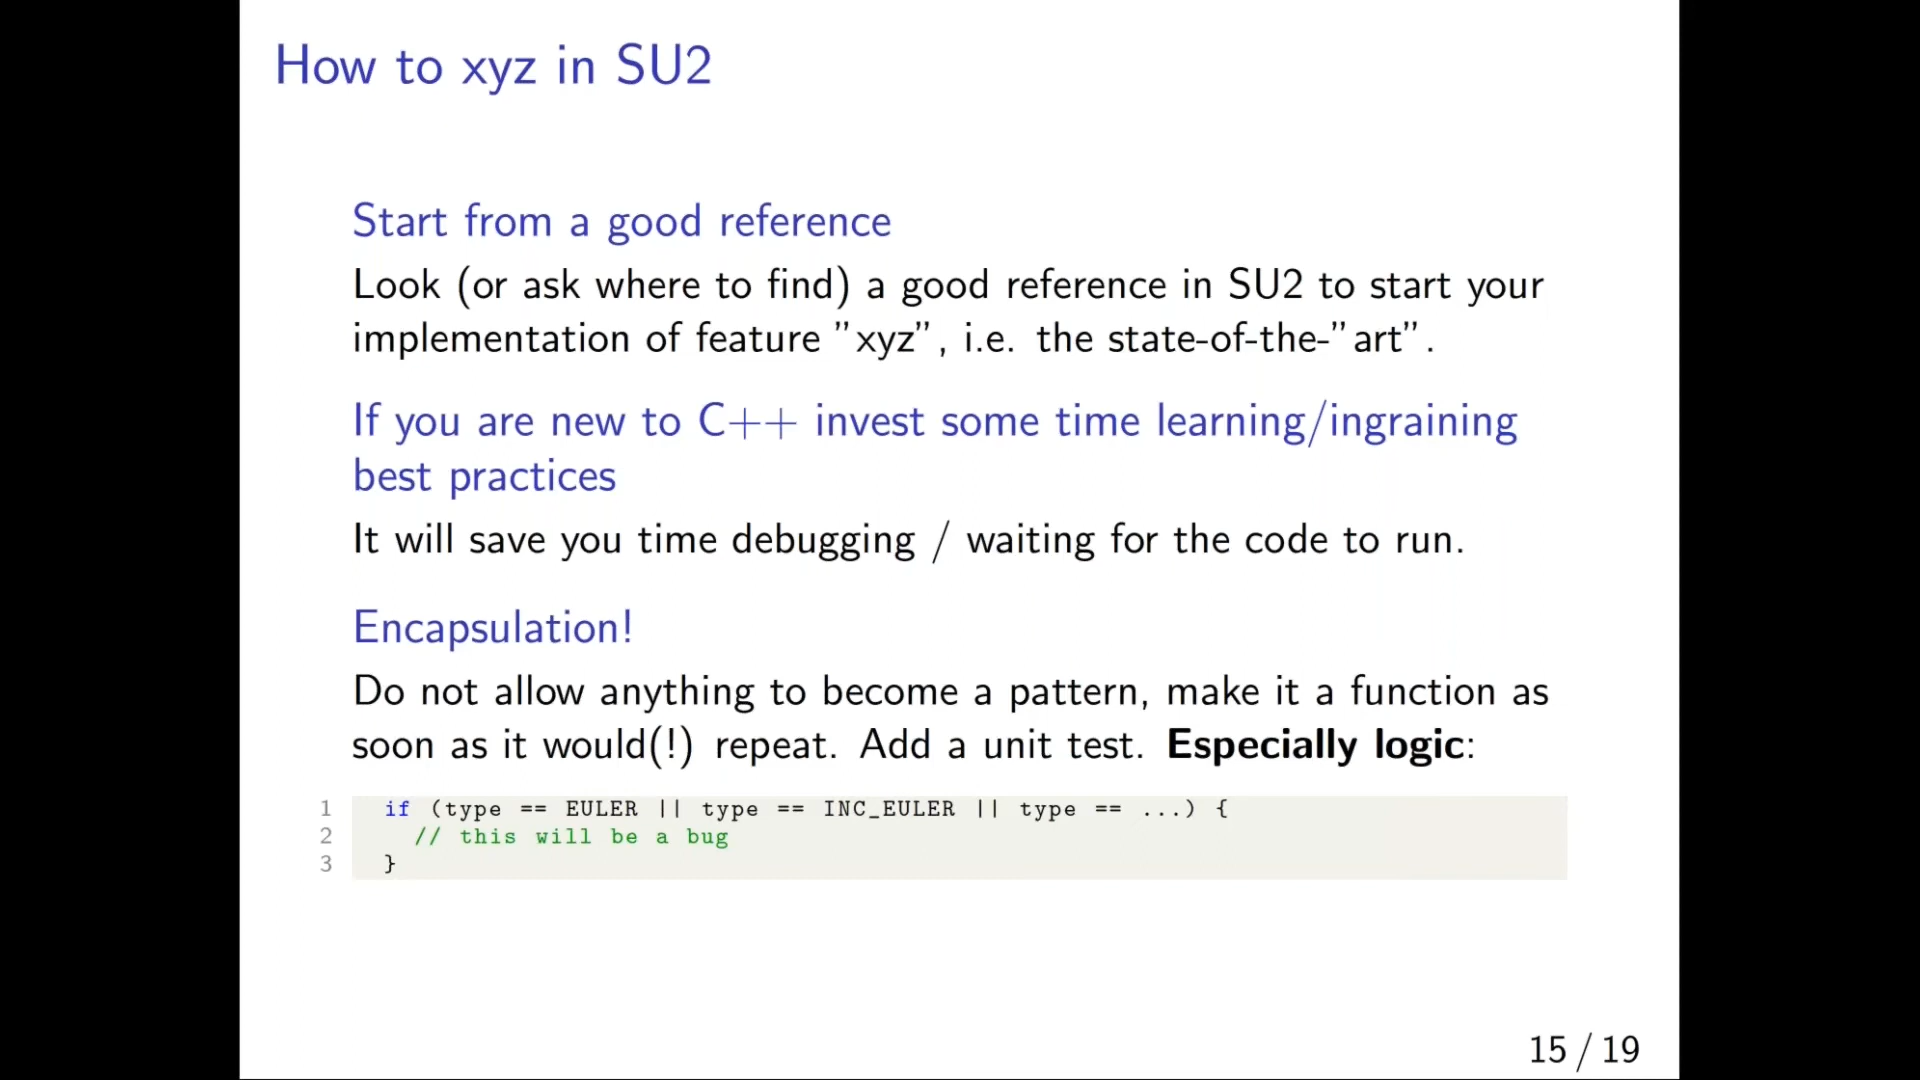 How to xyz in SU2
Start from a good reference
Look (or ask where to find) a good reference in SU2 to start your
implementation of feature ”xyz”, i.e. the state-of-the-”art”.
If you are new to C++ invest some time learning/ingraining
best practices
It will save you time debugging / waiting for the code to run.
Encapsulation!
Do not allow anything to become a pattern, make it a function as
soon as it would(!) repeat. Add a unit test. Especially logic:
1 if (type == EULER || type == INC_EULER || type == ...) {
2 // this will be a bug
3 }
15 / 19